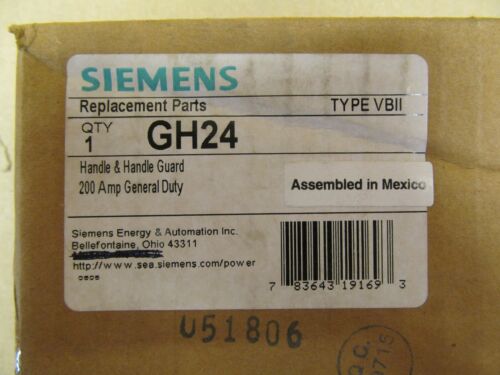 SIEMENS
Replacement Parts TYPE VBII
QTY
1 GH24
Handle & Handle Guard
200 Amp General Duty
Assembled in Mexico
Siemens Energy & Automation Inc.
Bellefontaine, Ohio 43311
http://www.sea.siemens.com/power
7 83643 19169 3
U51806
Q.C.